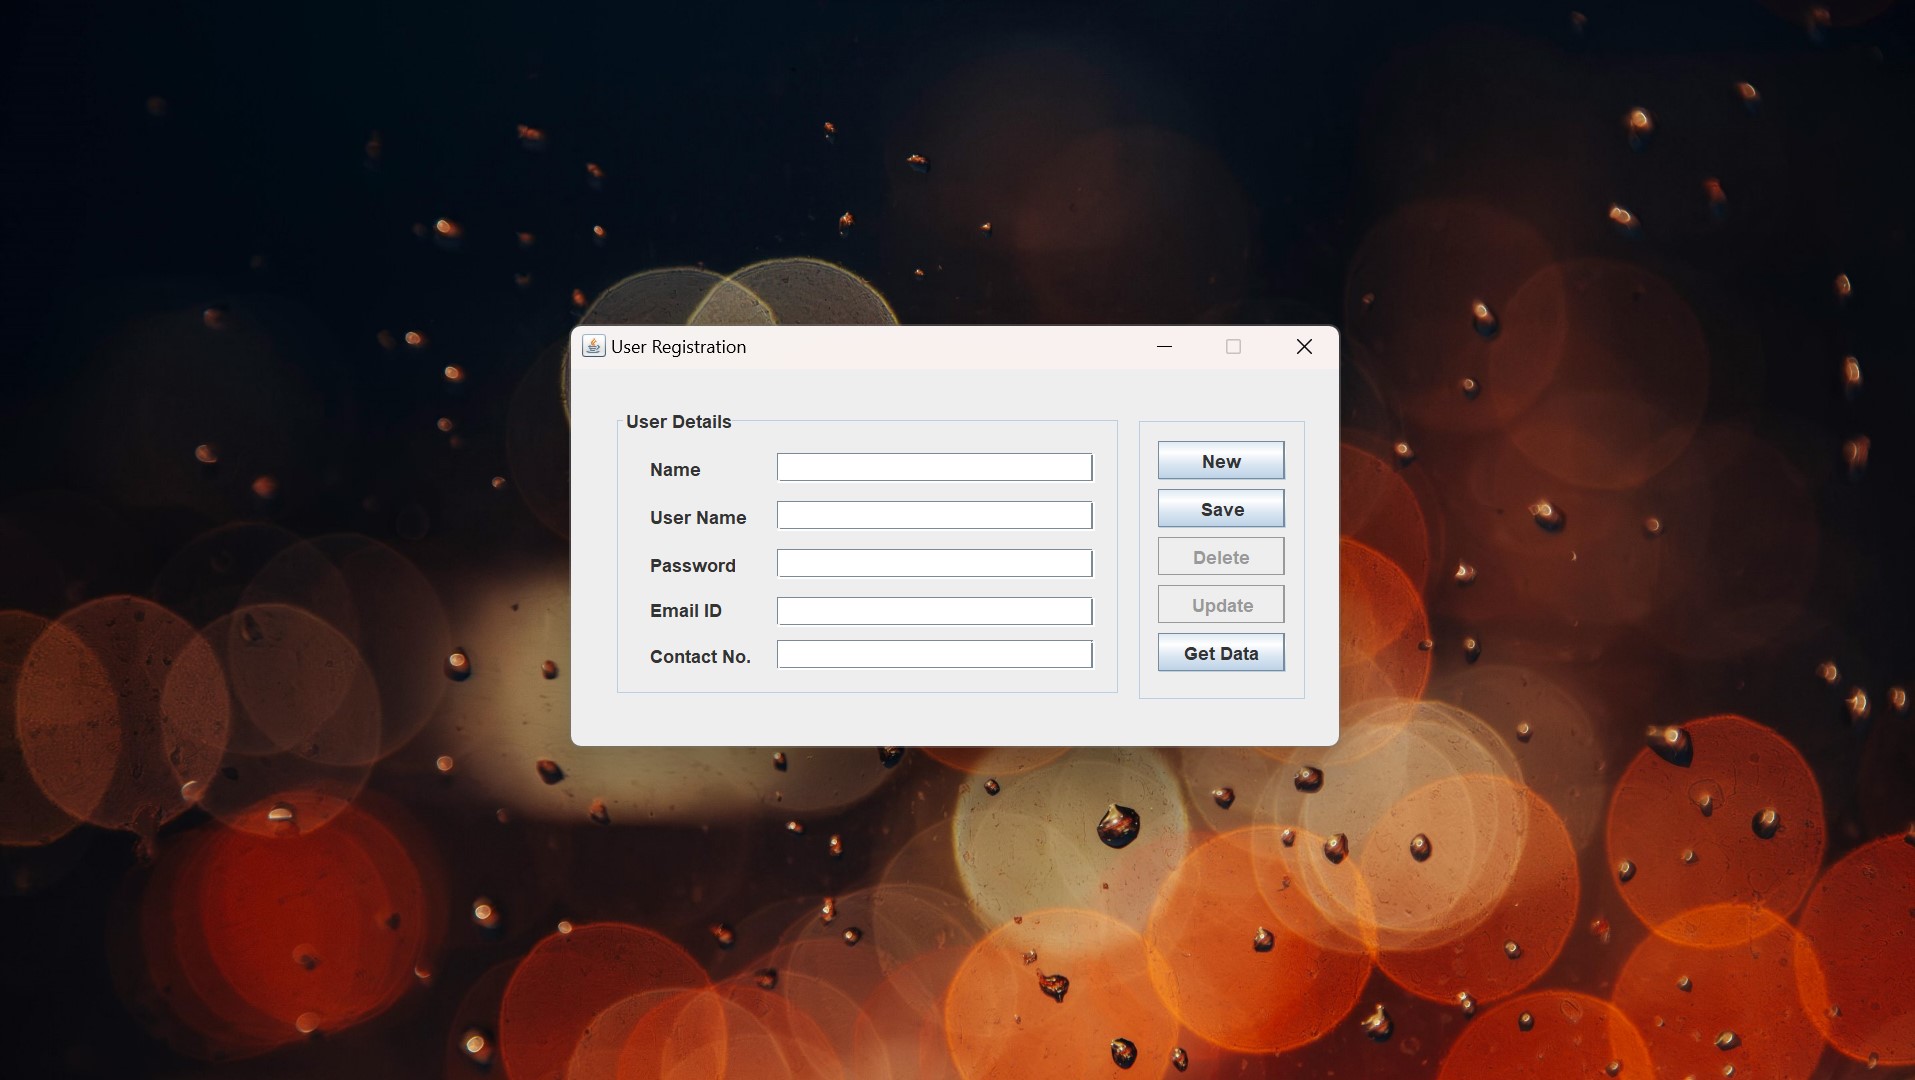 User Registration
User Details
Name
User Name
Password
Email ID
Contact No.
New
Save
Delete
Update
Get Data